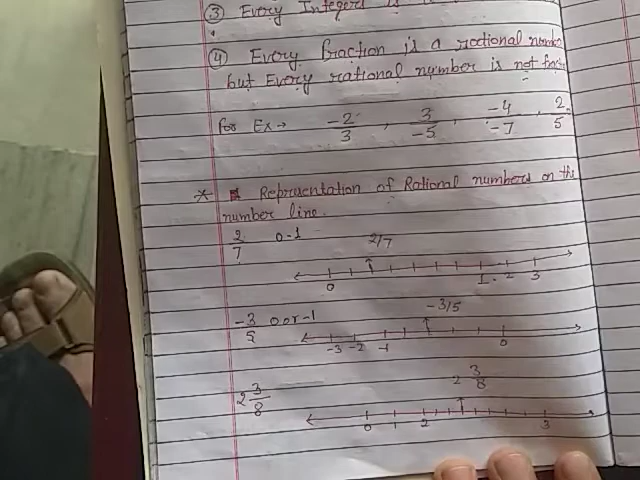 ③ Every Integers is
④ Every fraction is a rational number
but Every rational number is not
for Ex→ -2/3 , 3/-5 , -4/-7 , 2/5
* Representation of Rational numbers on the
number line.
2/7 0-1 2/7
0 1 2 3
-3/5 0 or -1 -3/5
-3 -2 -1 0
2 3/8 2 3/8
0 1 2 3